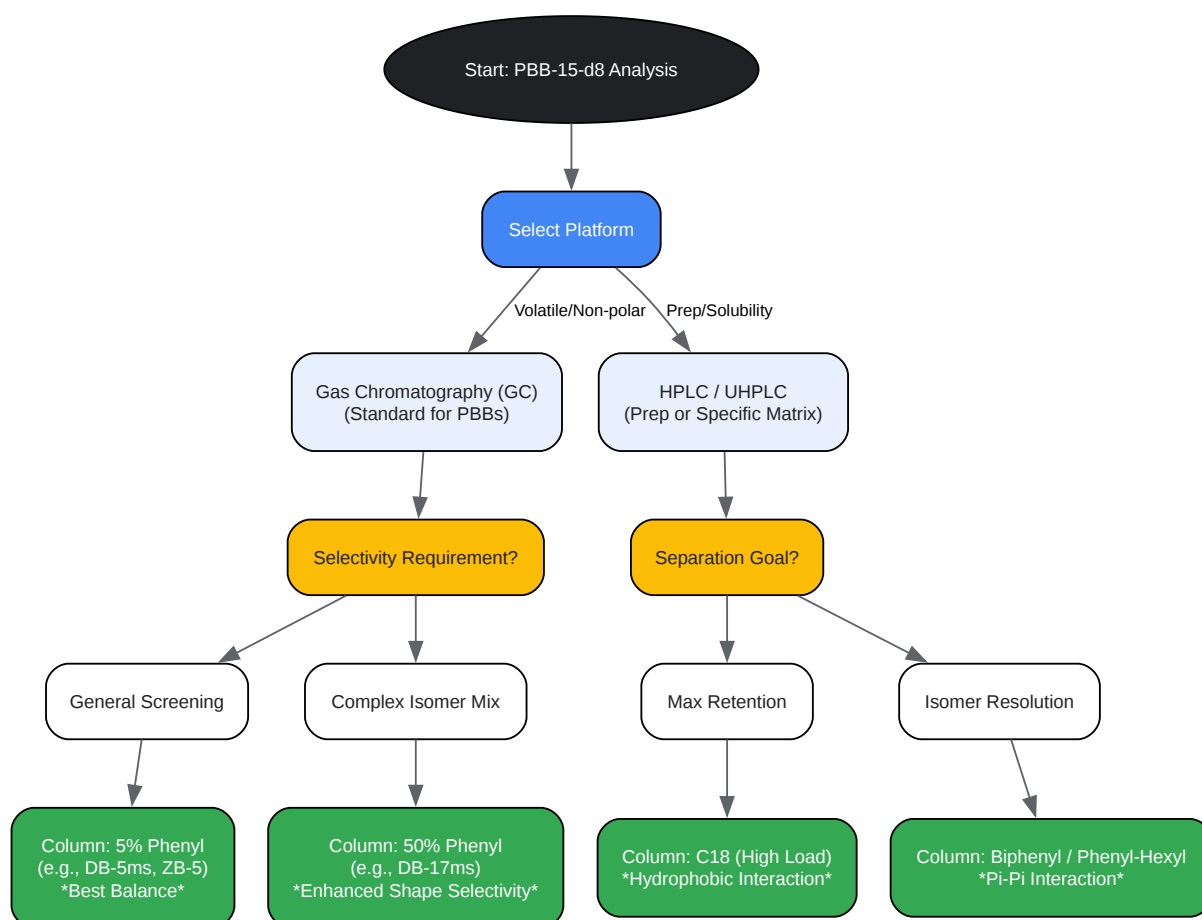 Start: PBB-15-d8 Analysis
Select Platform
Volatile/Non-polar
Prep/Solubility
Gas Chromatography (GC)
(Standard for PBBs)
HPLC / UHPLC
(Prep or Specific Matrix)
Selectivity Requirement?
Separation Goal?
General Screening
Complex Isomer Mix
Max Retention
Isomer Resolution
Column: 5% Phenyl
(e.g., DB-5ms, ZB-5)
*Best Balance*
Column: 50% Phenyl
(e.g., DB-17ms)
*Enhanced Shape Selectivity*
Column: C18 (High Load)
*Hydrophobic Interaction*
Column: Biphenyl / Phenyl-Hexyl
*Pi-Pi Interaction*